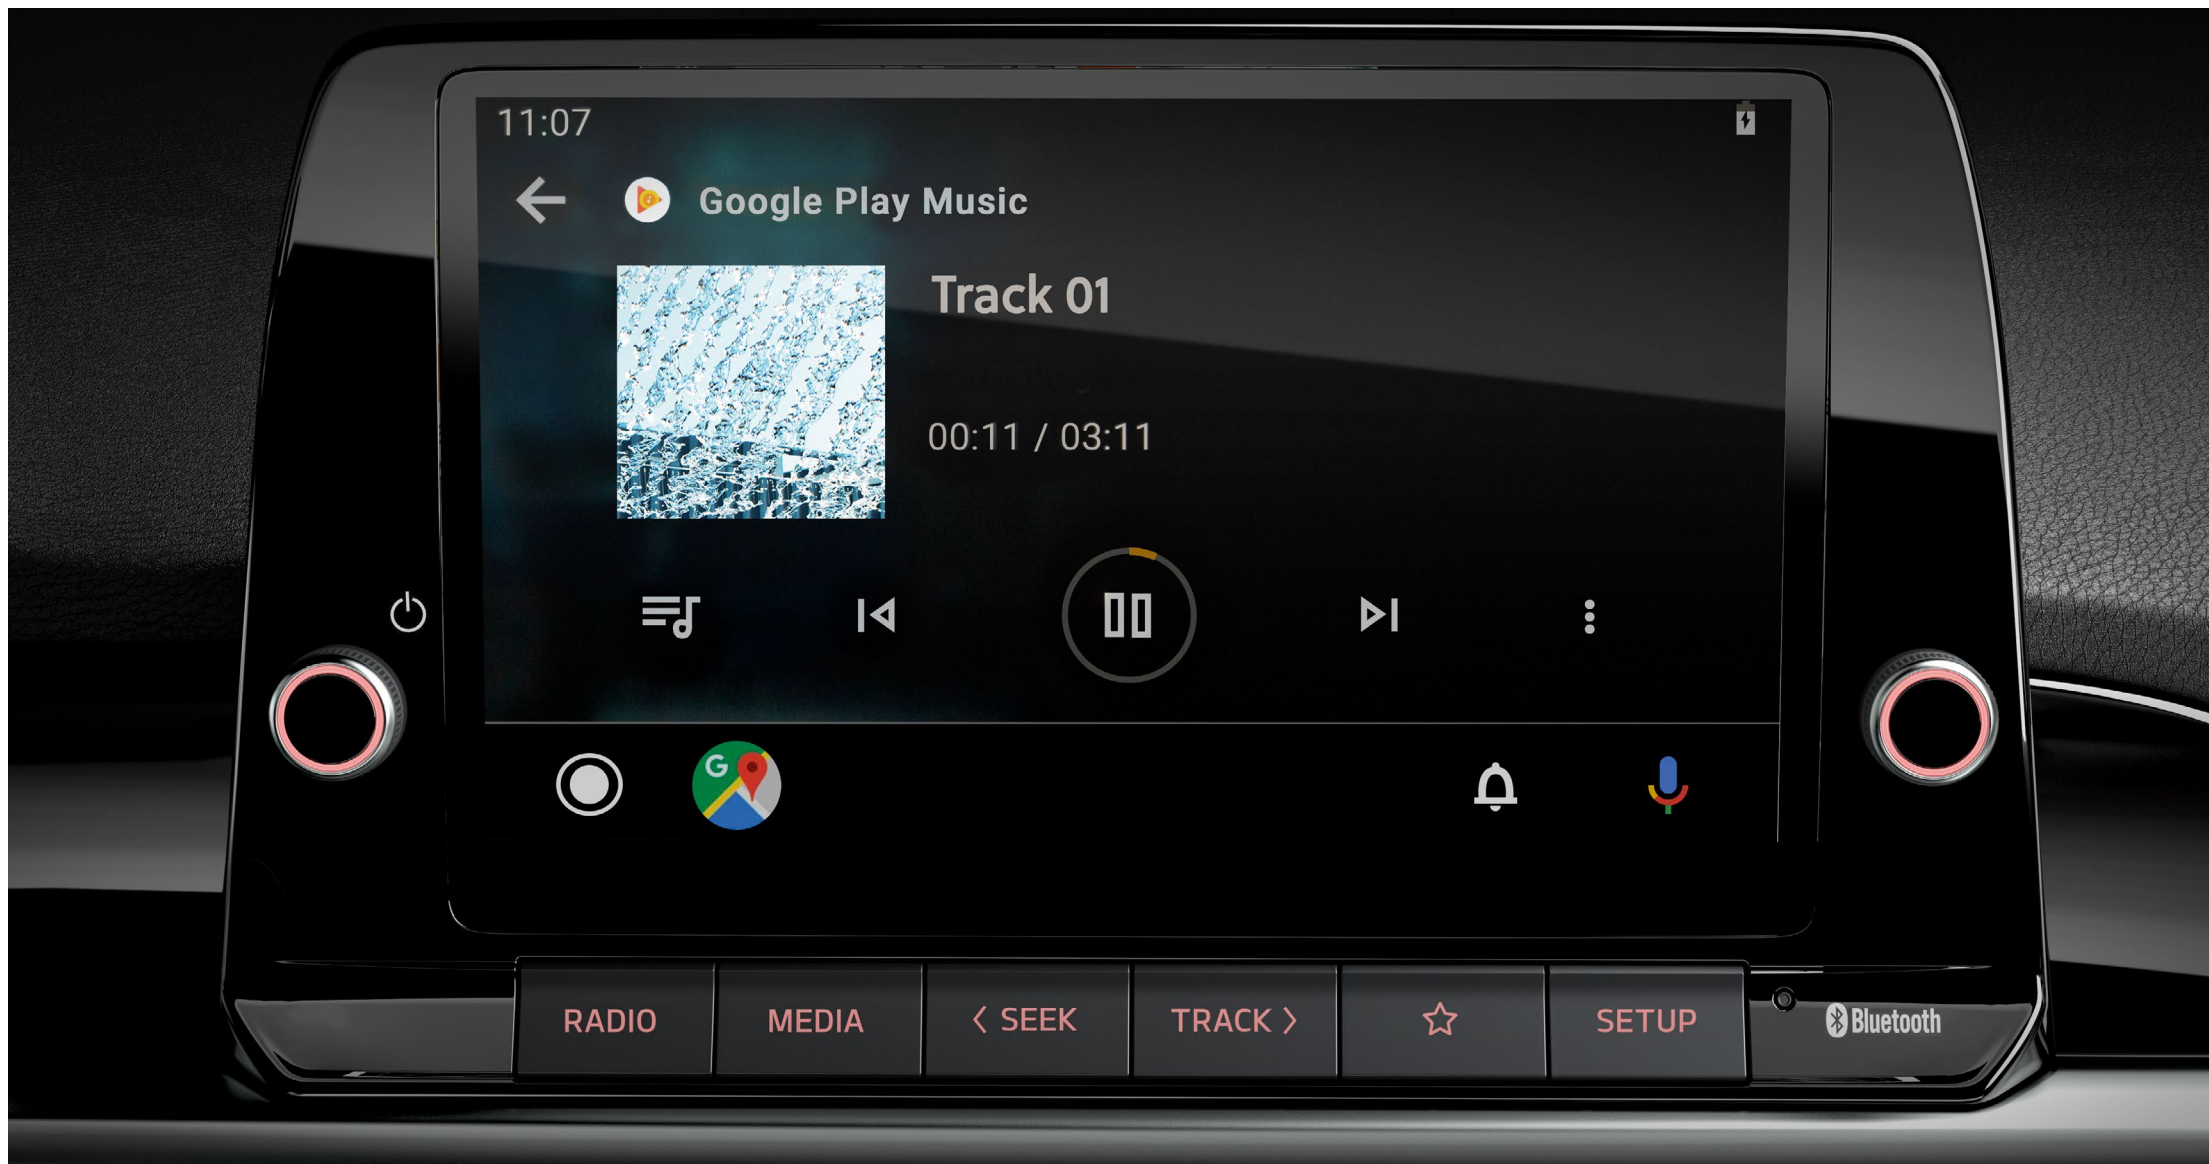 11:07
Google Play Music
Track 01
00:11 / 03:11
G
RADIO
MEDIA
< SEEK
TRACK >
SETUP
Bluetooth